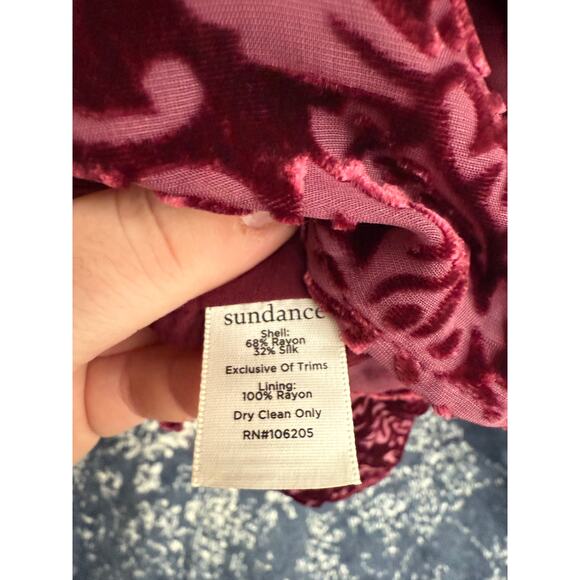 sundance
Shell:
68% Rayon
32% Silk
Exclusive Of Trims
Lining:
100% Rayon
Dry Clean Only
RN#106205